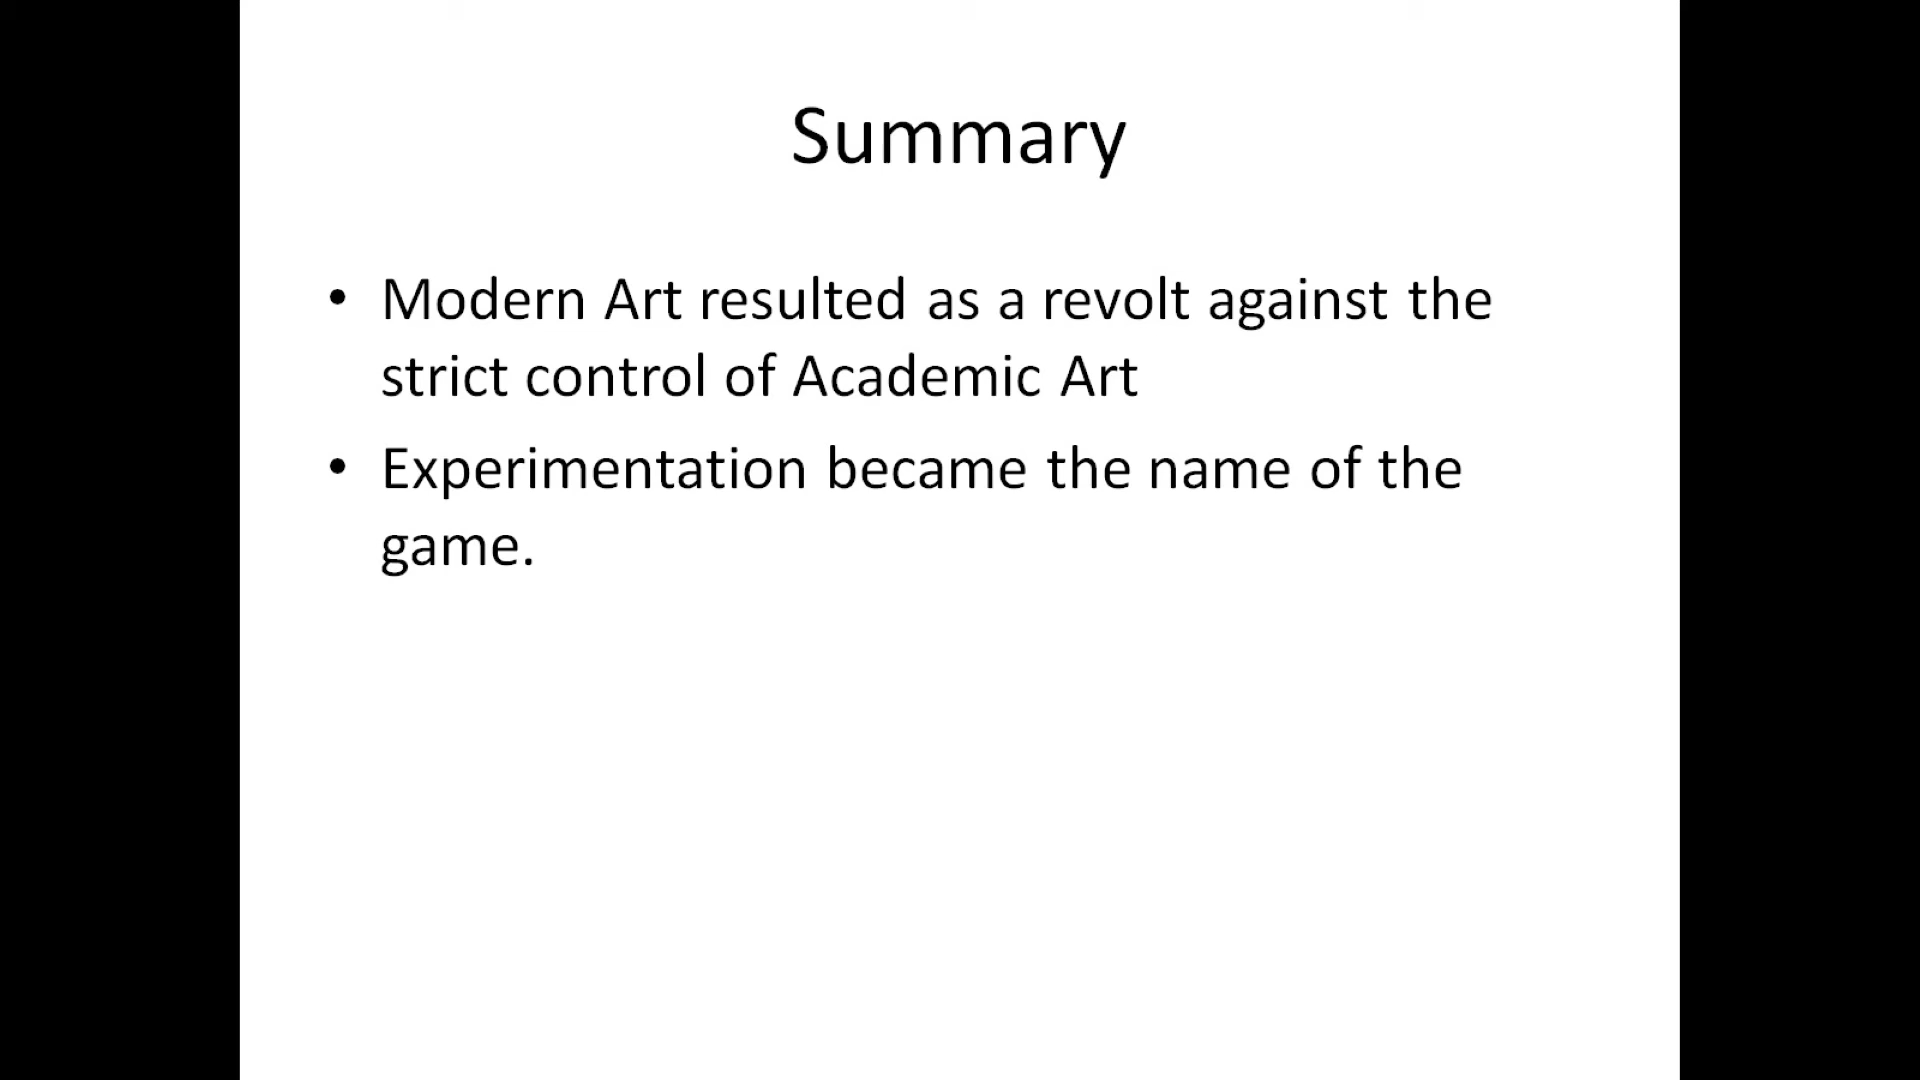 Summary
• Modern Art resulted as a revolt against the
strict control of Academic Art
• Experimentation became the name of the
game.